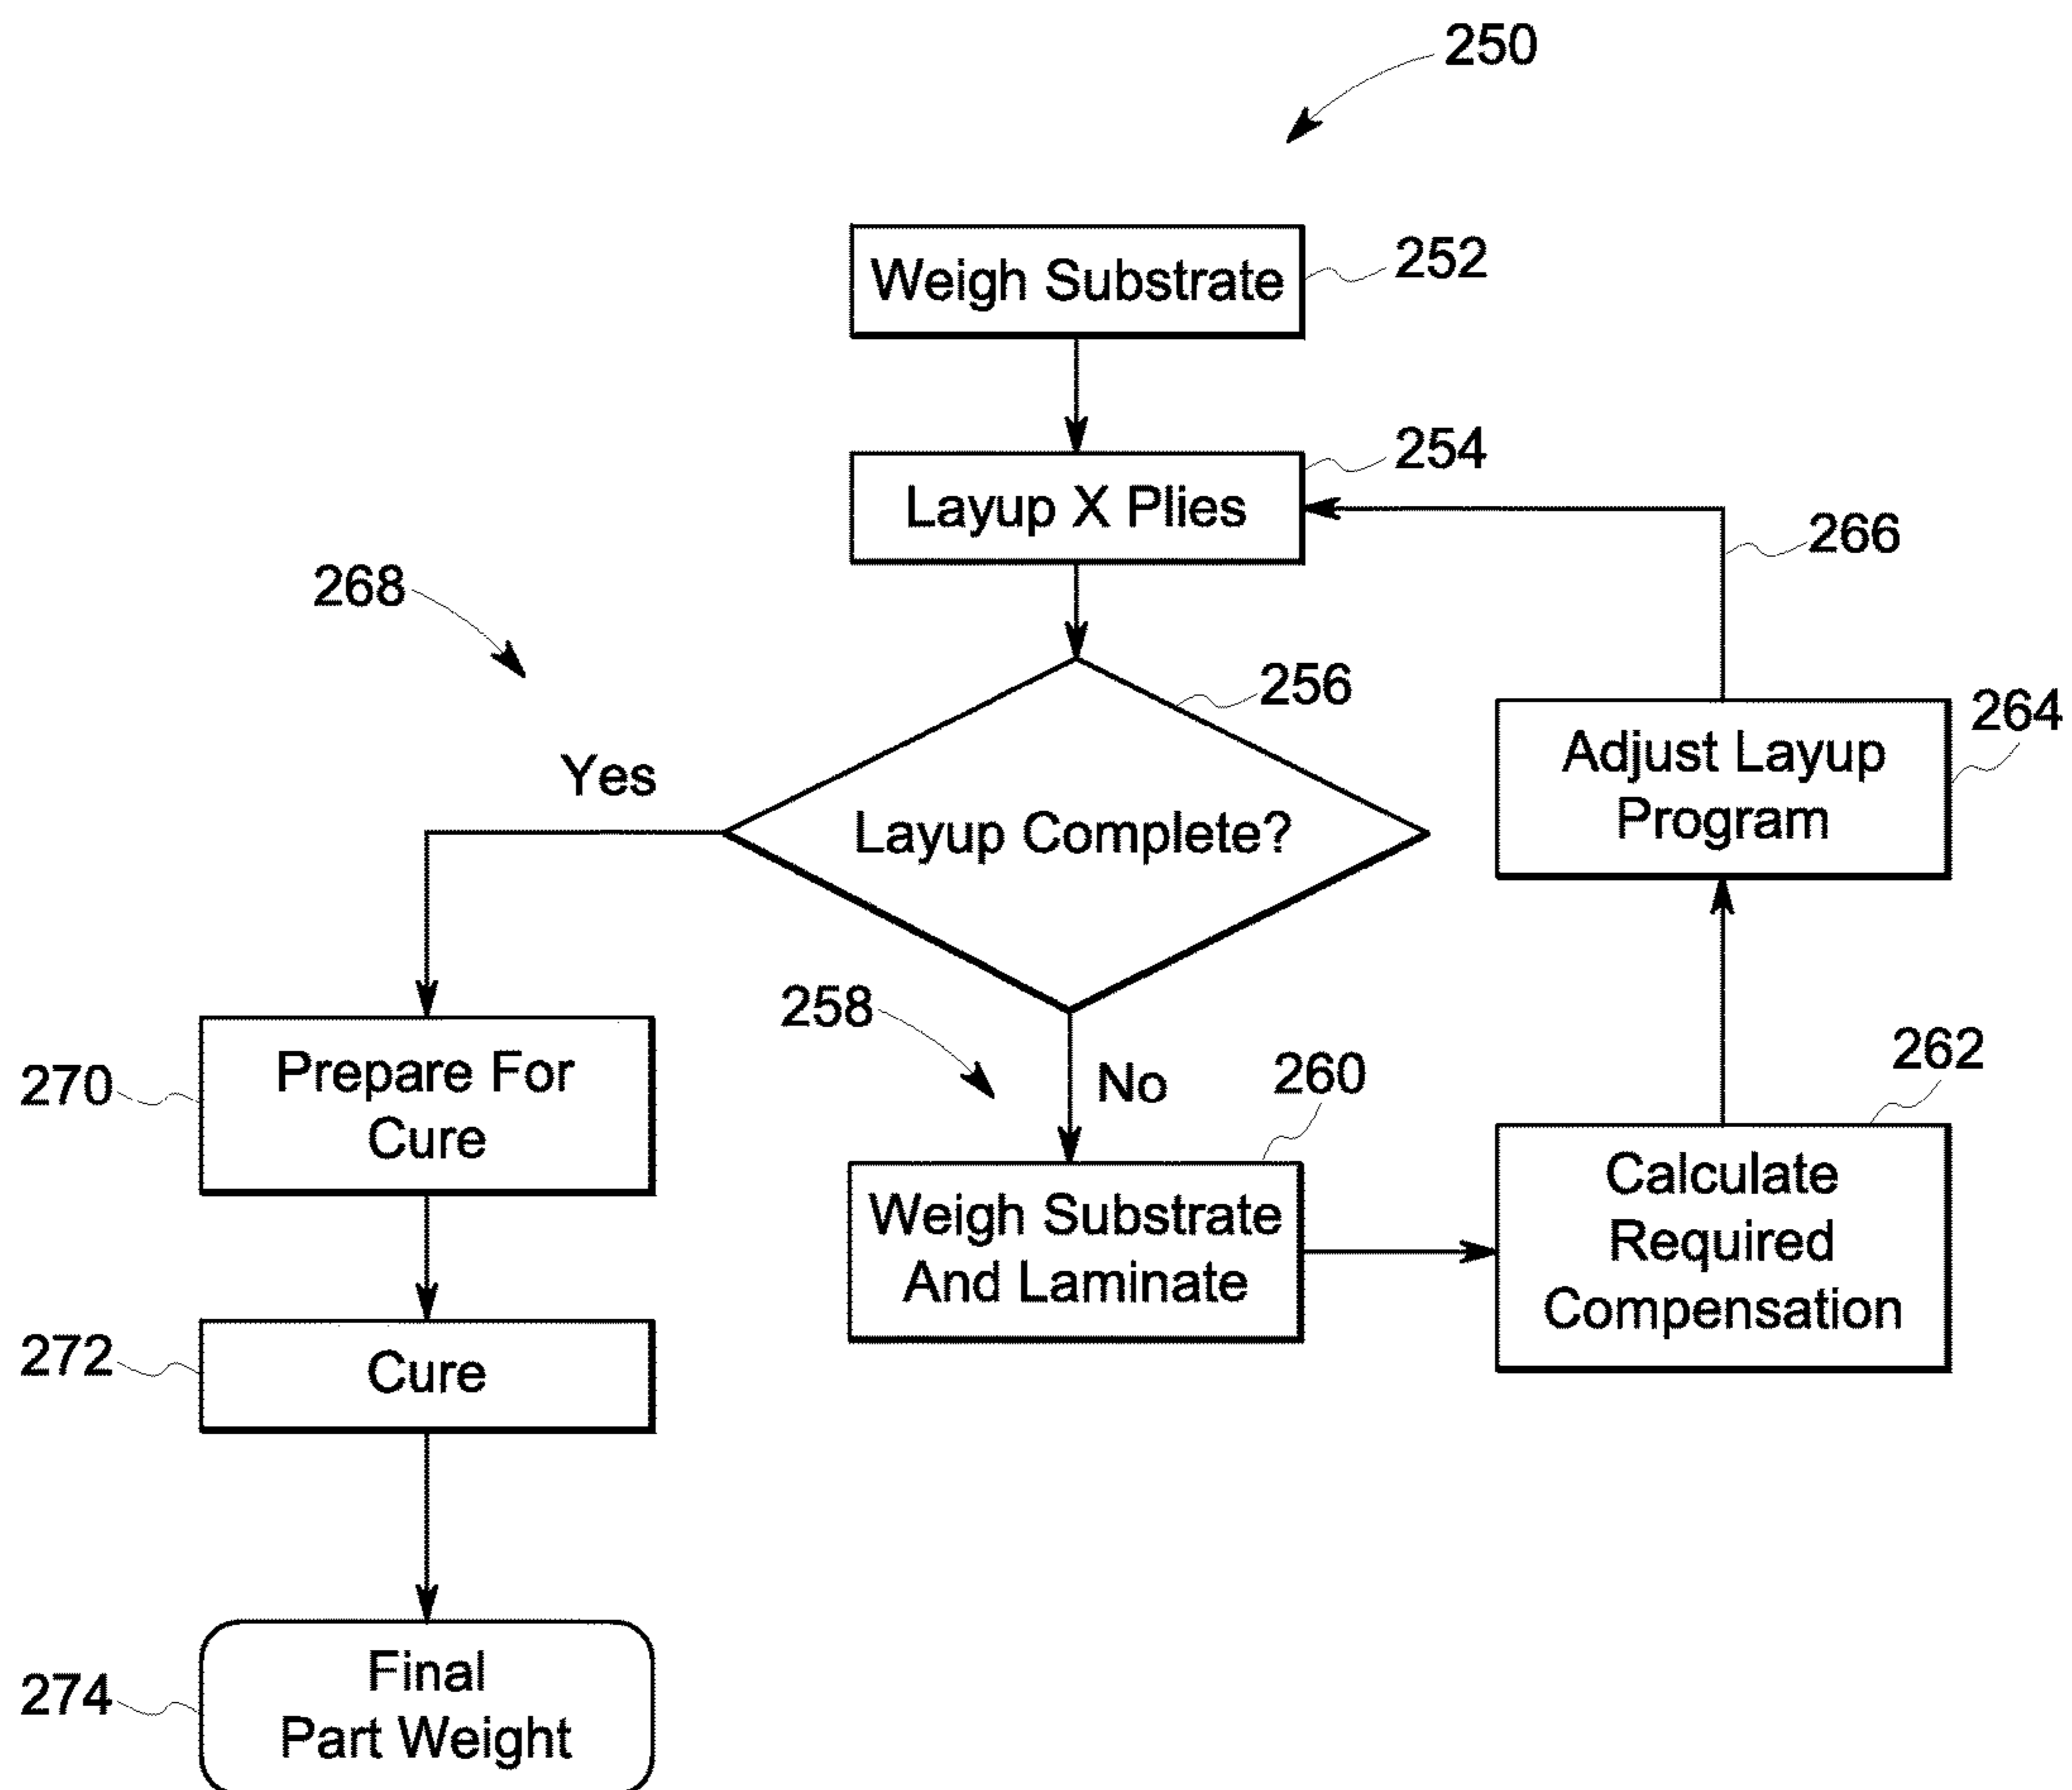 250
Weigh Substrate
252
Layup X Plies
254
266
268
256
Yes
Layup Complete?
Adjust Layup
Program
264
258
No
260
262
270
Prepare For
Cure
Weigh Substrate
And Laminate
Calculate
Required
Compensation
272
Cure
274
Final
Part Weight